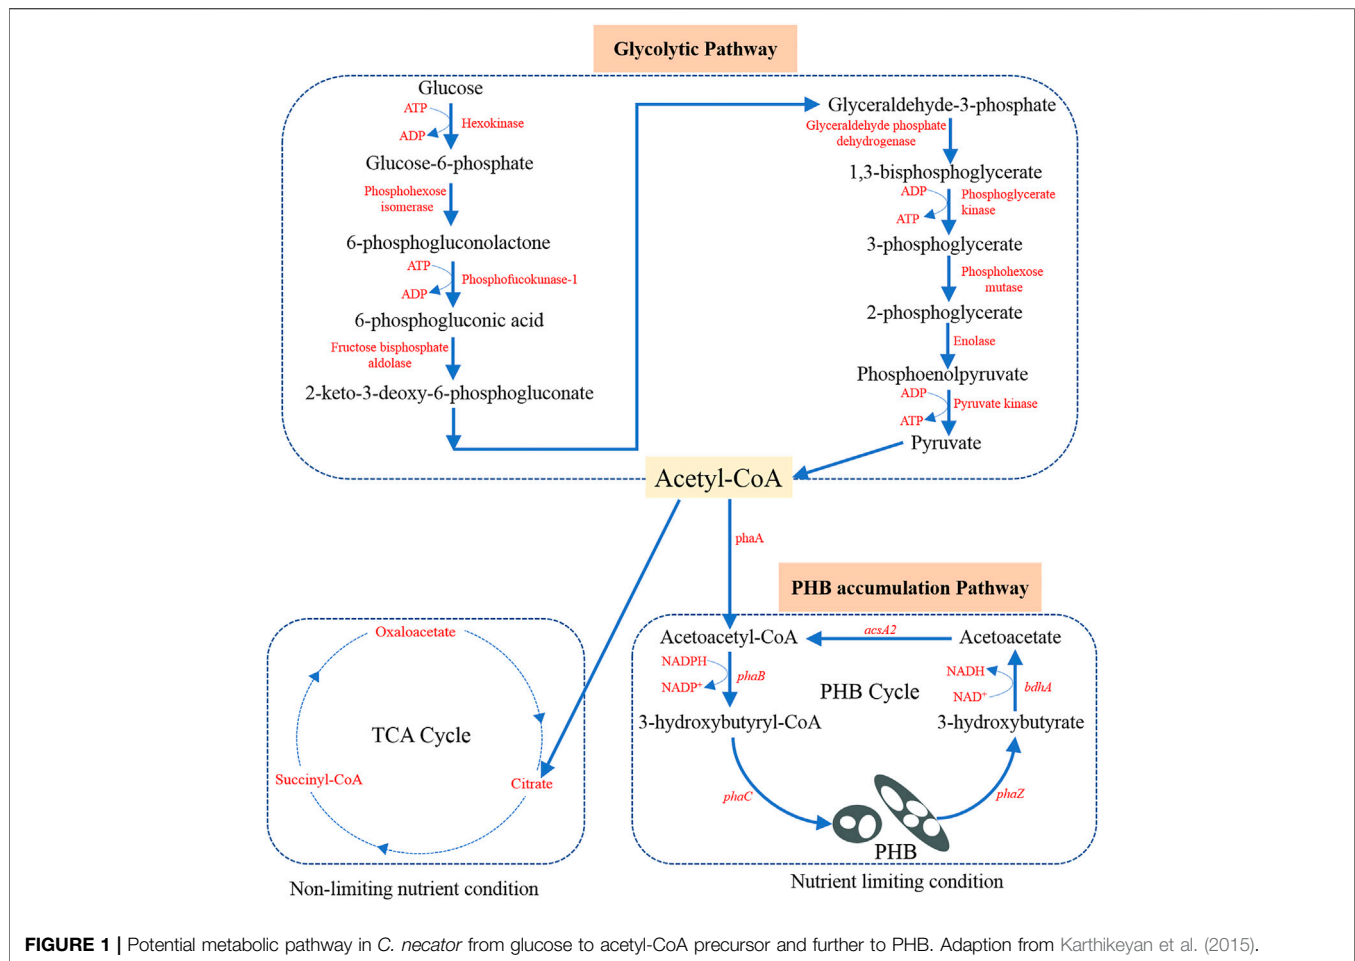 Glycolytic Pathway
Glucose
ATP
Hexokinase
ADP
Glucose-6-phosphate
Phosphohexose
isomerase
6-phosphogluconolactone
ATP
Phosphofucokunase-1
ADP
6-phosphogluconic acid
Fructose bisphosphate
aldolase
2-keto-3-deoxy-6-phosphogluconate
Glyceraldehyde-3-phosphate
Glyceraldehyde phosphate
dehydrogenase
1,3-bisphosphoglycerate
ADP
Phosphoglycerate
kinase
ATP
3-phosphoglycerate
Phosphohexose
mutase
2-phosphoglycerate
Enolase
Phosphoenolpyruvate
ADP
Pyruvate kinase
ATP
Pyruvate
Acetyl-CoA
phaA
PHB accumulation Pathway
Oxaloacetate
TCA Cycle
Succinyl-CoA
Citrate
Non-limiting nutrient condition
Acetoacetyl-CoA
acsA2
Acetoacetate
NADPH
phaB
NADP⁺
PHB Cycle
NADH
bdhA
NAD⁺
3-hydroxybutyryl-CoA
3-hydroxybutyrate
phaC
phaZ
PHB
Nutrient limiting condition
FIGURE 1 | Potential metabolic pathway in C. necator from glucose to acetyl-CoA precursor and further to PHB. Adaption from Karthikeyan et al. (2015).